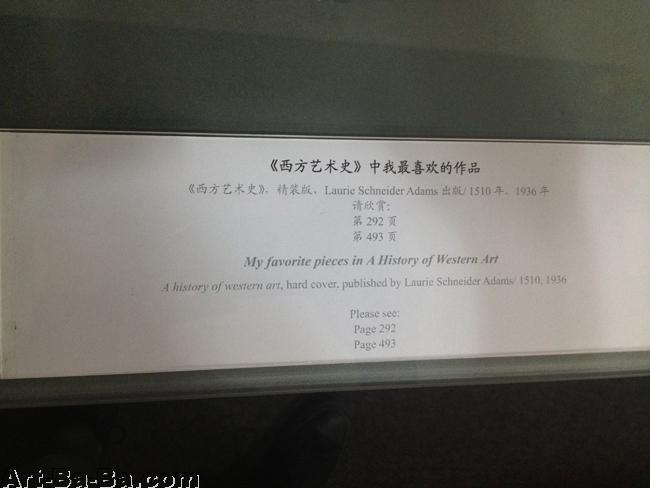 《西方艺术史》中我最喜欢的作品
《西方艺术史》，精装版，Laurie Schneider Adams 出版/ 1510 年，1936 年
请欣赏:
第 292 页
第 493 页
My favorite pieces in A History of Western Art
A history of western art, hard cover, published by Laurie Schneider Adams/ 1510, 1936
Please see:
Page 292
Page 493
Art-Ba-Ba.com